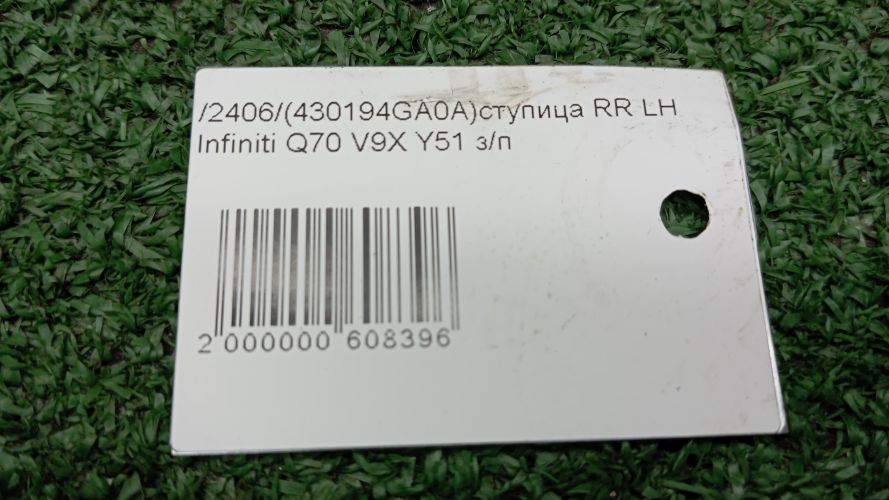 /2406/(430194GA0A)ступица RR LH
Infiniti Q70 V9X Y51 з/п
2 000000 608396